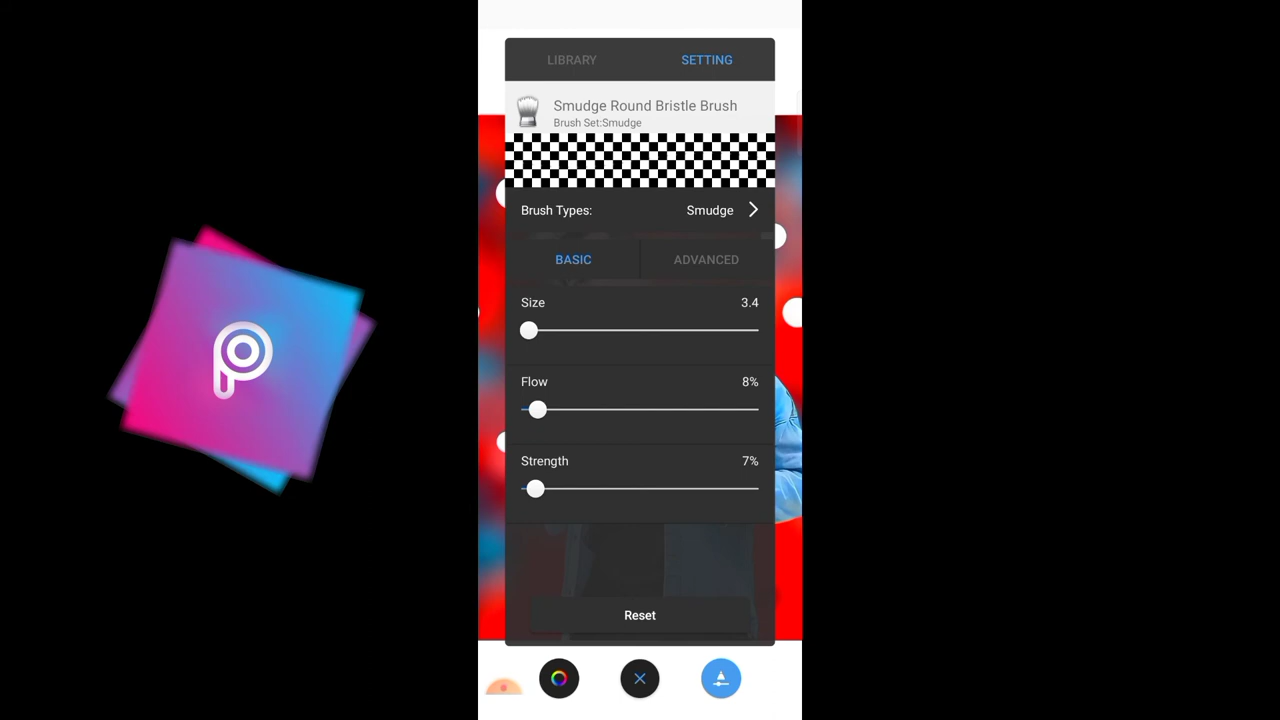 LIBRARY
SETTING
Smudge Round Bristle Brush
Brush Set:Smudge
Brush Types:
Smudge
BASIC
ADVANCED
Size
3.4
Flow
8%
Strength
7%
Reset